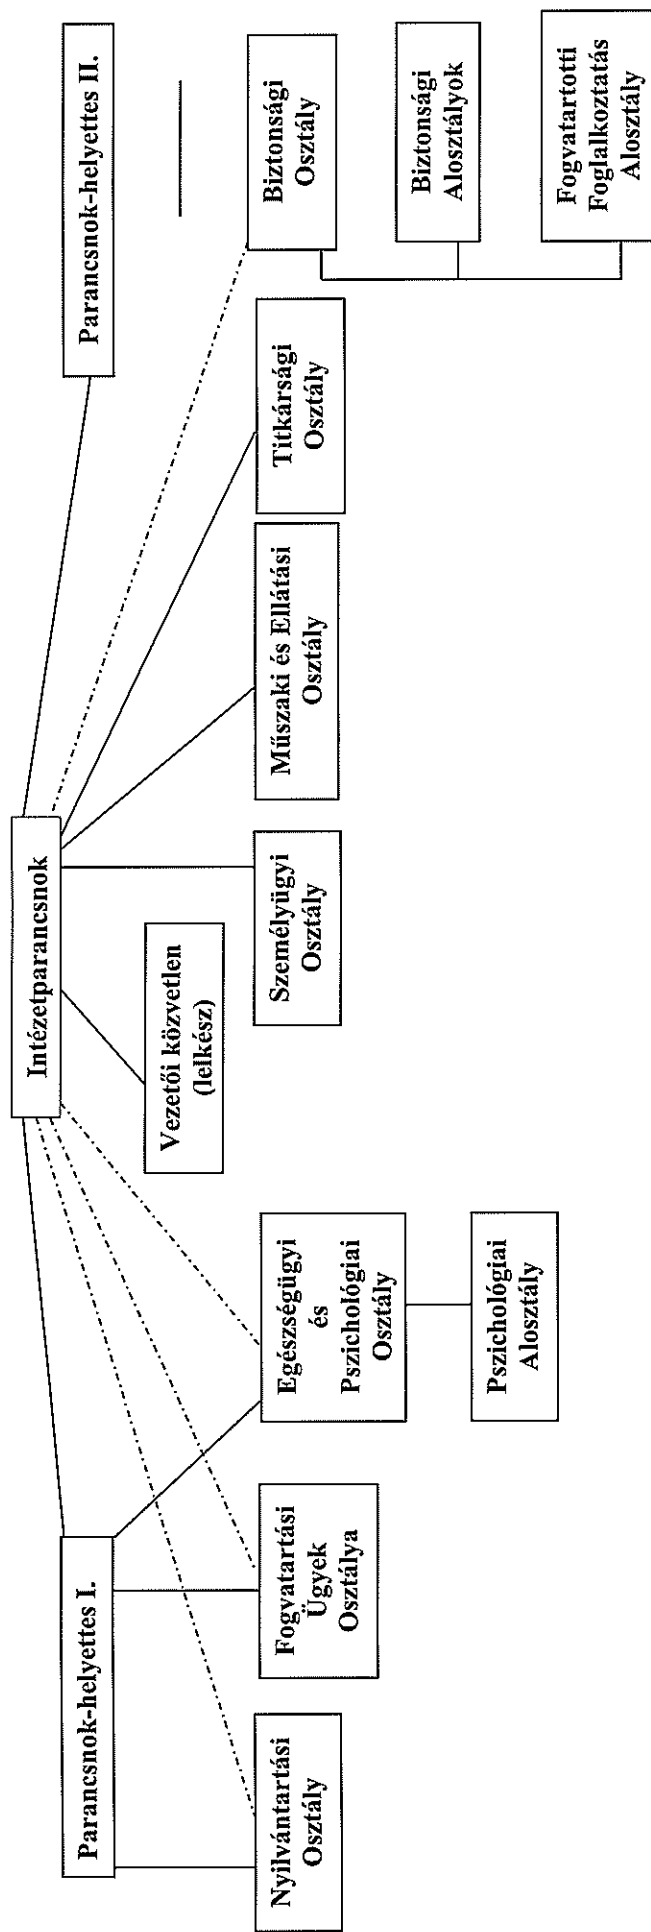 Intézetparancsnok
Parancsnok-helyettes I.
Parancsnok-helyettes II.
Vezetői közvetlen
(lelkész)
Nyilvántartási
Osztály
Fogvatartási
Ügyek
Osztálya
Egészségügyi
és
Pszichológiai
Osztály
Személyügyi
Osztály
Műszaki és Ellátási
Osztály
Titkársági
Osztály
Biztonsági
Osztály
Pszichológiai
Alosztály
Biztonsági
Alosztályok
Fogvatartotti
Foglalkoztatás
Alosztály